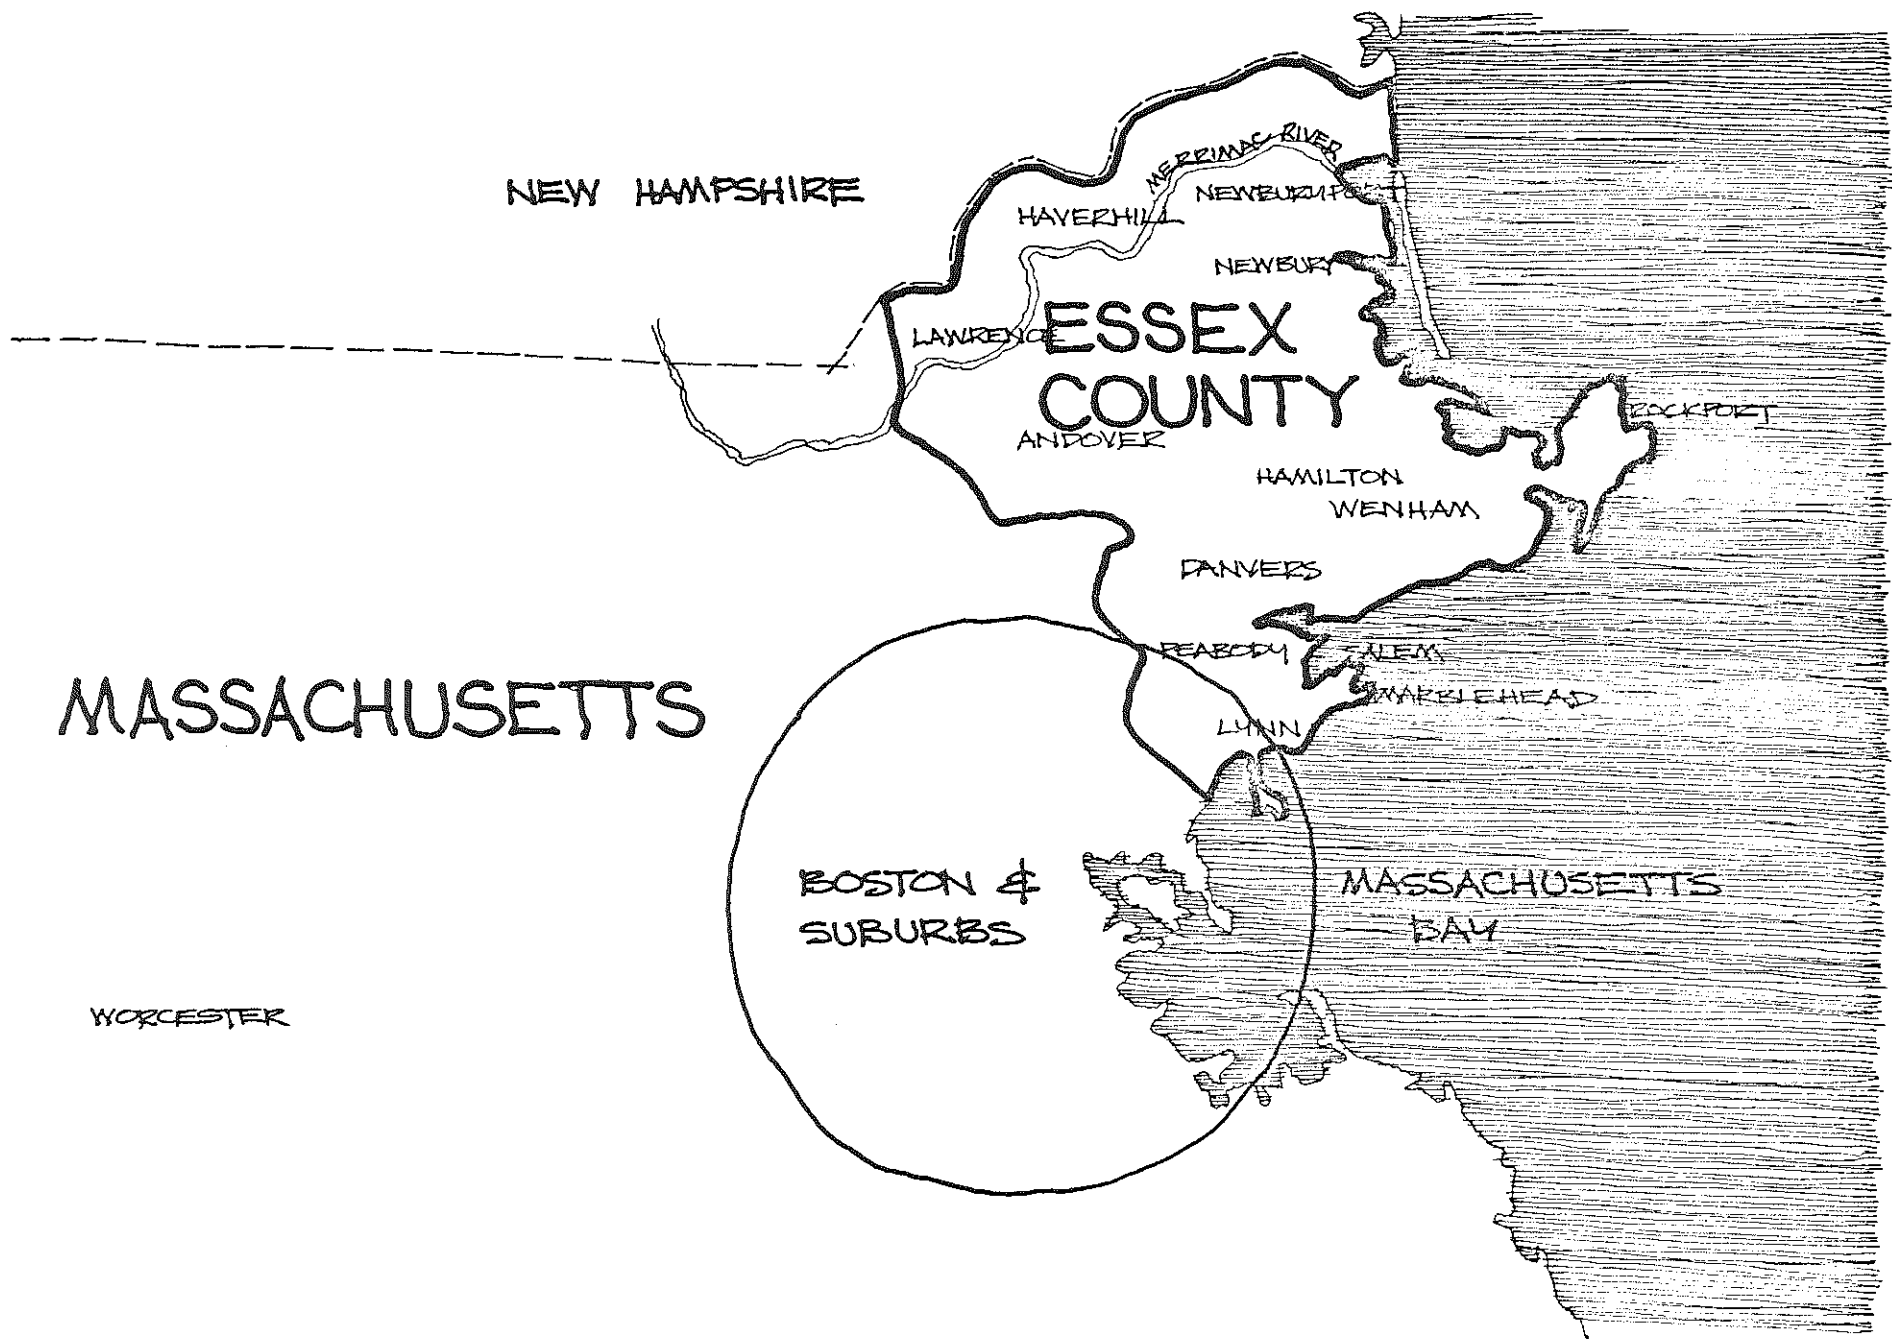 MERRIMAC RIVER
NEW HAMPSHIRE
NEWBURYPO
HAVERHILL
NEWBURY
ESSEX
LAWRENCE
COUNTY
ROCKPORT
ANDOVER
HAMILTON
WENHAM
DANVERS
PEABODY
SALEM
MARBLEHEAD
MASSACHUSETTS
LYNN
BOSTON &
SUBURBS
MASSACHUSETTS
BAY
WORCESTER